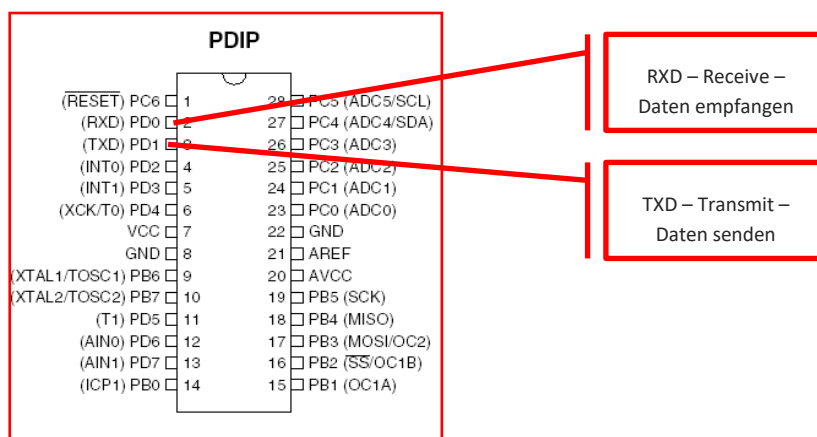 PDIP
(RESET) PC6 1
(RXD) PD0 2
(TXD) PD1 3
(INT0) PD2 4
(INT1) PD3 5
(XCK/T0) PD4 6
VCC 7
GND 8
(XTAL1/TOSC1) PB6 9
(XTAL2/TOSC2) PB7 10
(T1) PD5 11
(AIN0) PD6 12
(AIN1) PD7 13
(ICP1) PB0 14
28 PC5 (ADC5/SCL)
27 PC4 (ADC4/SDA)
26 PC3 (ADC3)
25 PC2 (ADC2)
24 PC1 (ADC1)
23 PC0 (ADC0)
22 GND
21 AREF
20 AVCC
19 PB5 (SCK)
18 PB4 (MISO)
17 PB3 (MOSI/OC2)
16 PB2 (SS/OC1B)
15 PB1 (OC1A)
RXD – Receive –
Daten empfangen
TXD – Transmit –
Daten senden